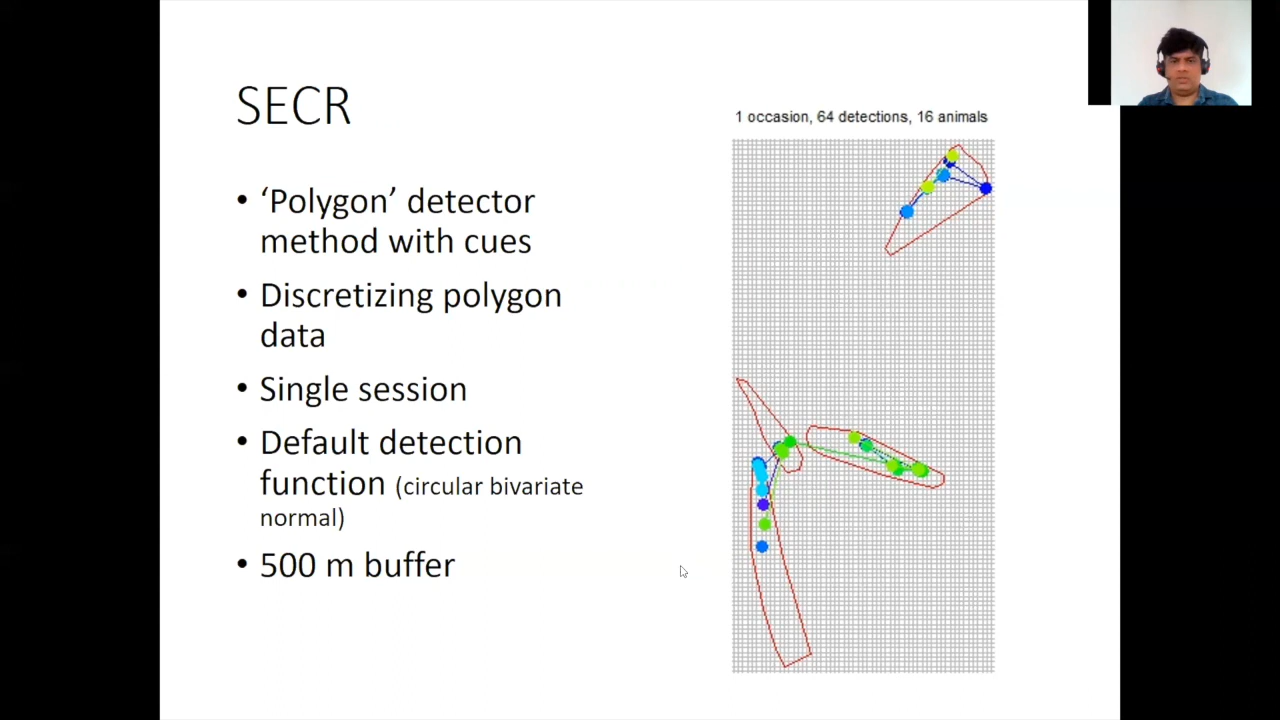 SECR
1 occasion, 64 detections, 16 animals
• ‘Polygon’ detector
method with cues
• Discretizing polygon
data
• Single session
• Default detection
function (circular bivariate
normal)
• 500 m buffer